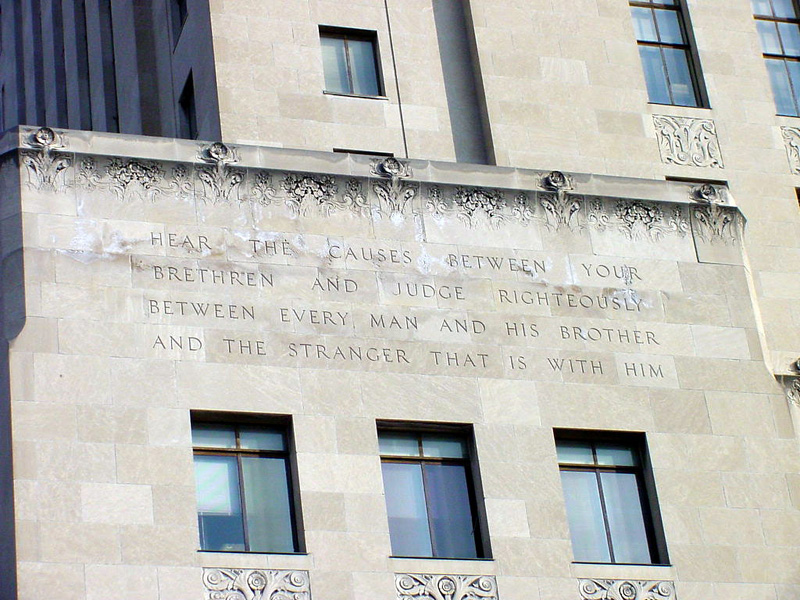 HEAR THE CAUSES BETWEEN YOUR
BRETHREN AND JUDGE RIGHTEOUSLY
BETWEEN EVERY MAN AND HIS BROTHER
AND THE STRANGER THAT IS WITH HIM